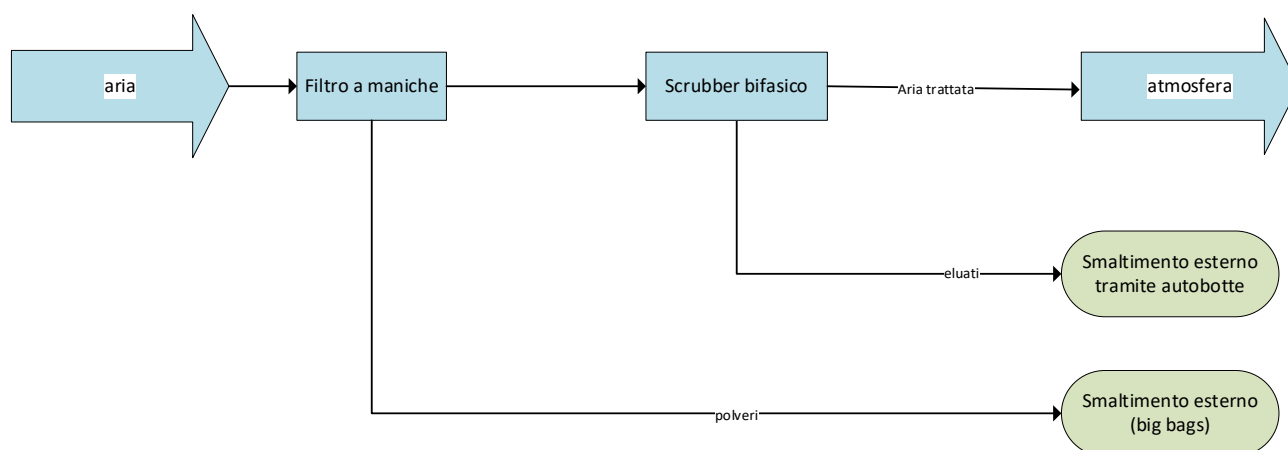 aria
Filtro a maniche
Scrubber bifasico
Aria trattata
atmosfera
eluati
Smaltimento esterno
tramite autobotte
polveri
Smaltimento esterno
(big bags)